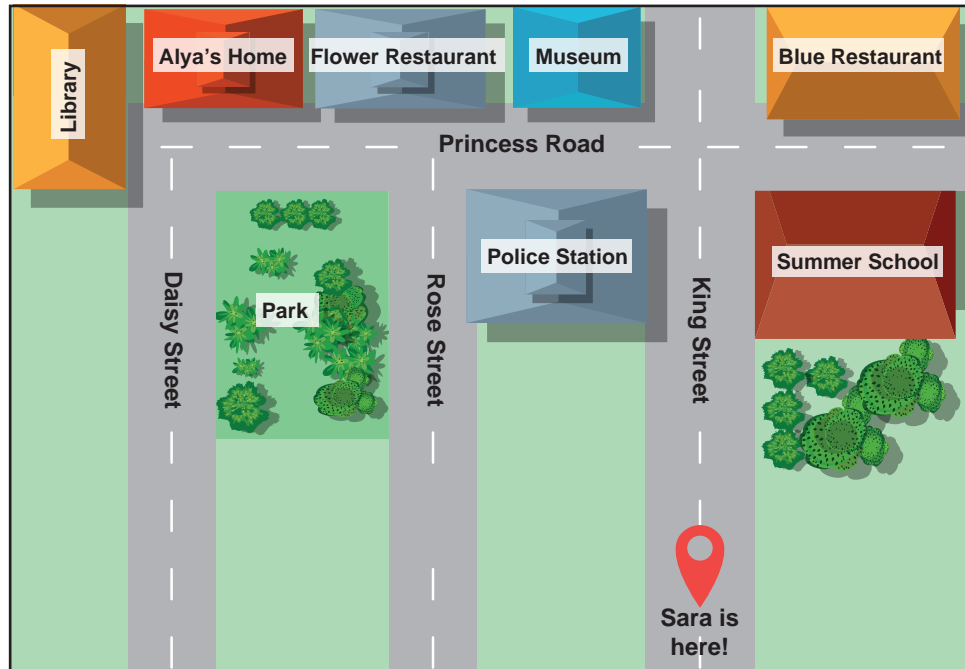 Library
Alya's Home
Flower Restaurant
Museum
Blue Restaurant
Princess Road
Daisy Street
Park
Rose Street
Police Station
King Street
Summer School
Sara is
here!